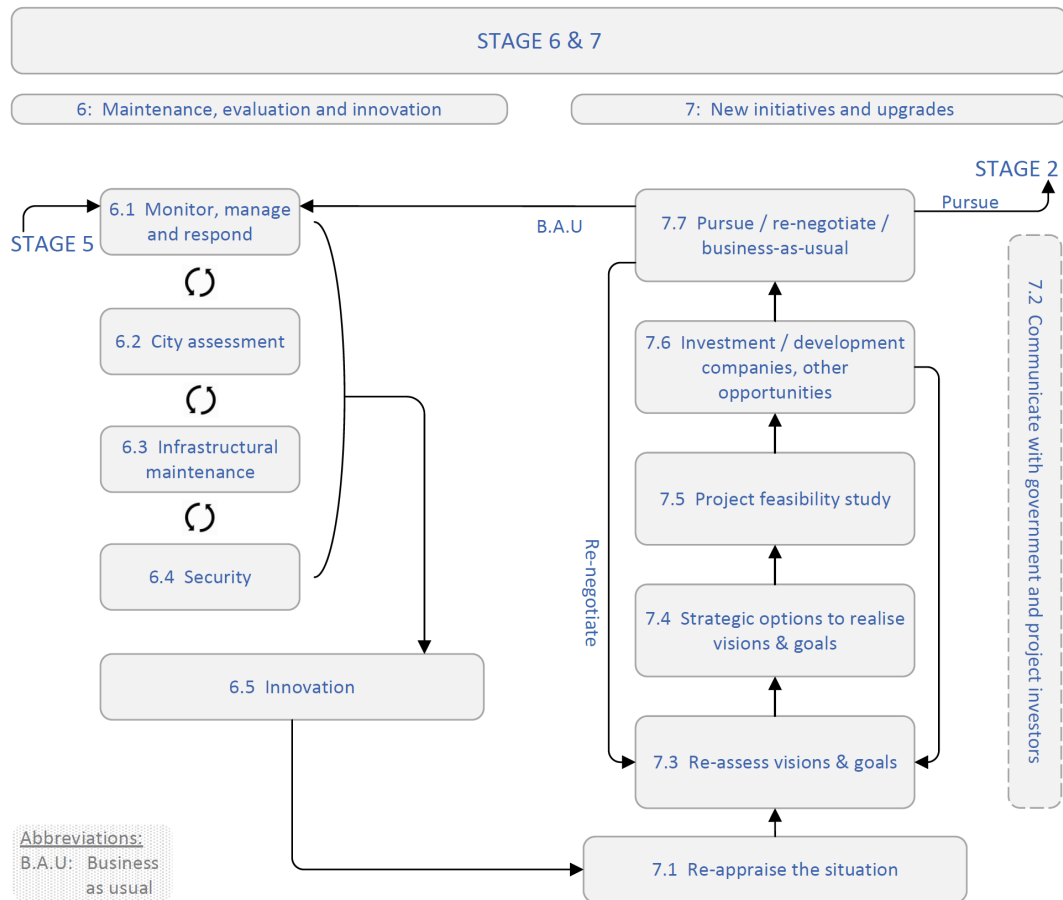 STAGE 6 & 7
6:  Maintenance, evaluation and innovation
7:  New initiatives and upgrades
STAGE 5
6.1  Monitor, manage
and respond
6.2  City assessment
6.3  Infrastructural
maintenance
6.4  Security
6.5  Innovation
B.A.U
STAGE 2
Pursue
7.7  Pursue / re-negotiate /
business-as-usual
7.6  Investment / development
companies, other
opportunities
7.5  Project feasibility study
7.4  Strategic options to realise
visions & goals
7.3  Re-assess visions & goals
7.1  Re-appraise the situation
Re-negotiate
7.2  Communicate with government and project investors
Abbreviations:
B.A.U:   Business
as usual